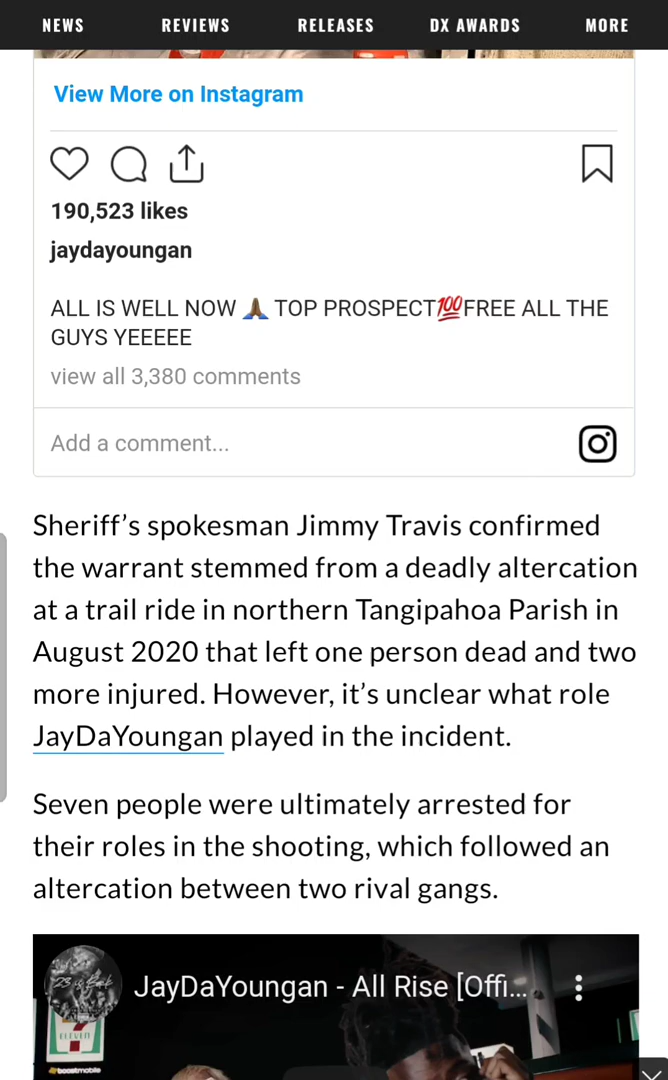 NEWS REVIEWS RELEASES DX AWARDS MORE
View More on Instagram
190,523 likes
jaydayoungan
ALL IS WELL NOW 🙏🏾 TOP PROSPECT💯FREE ALL THE
GUYS YEEEEE
view all 3,380 comments
Add a comment...
Sheriff’s spokesman Jimmy Travis confirmed
the warrant stemmed from a deadly altercation
at a trail ride in northern Tangipahoa Parish in
August 2020 that left one person dead and two
more injured. However, it’s unclear what role
JayDaYoungan played in the incident.
Seven people were ultimately arrested for
their roles in the shooting, which followed an
altercation between two rival gangs.
23 is Back
JayDaYoungan - All Rise [Offi...
ELEVEN
boostmobile